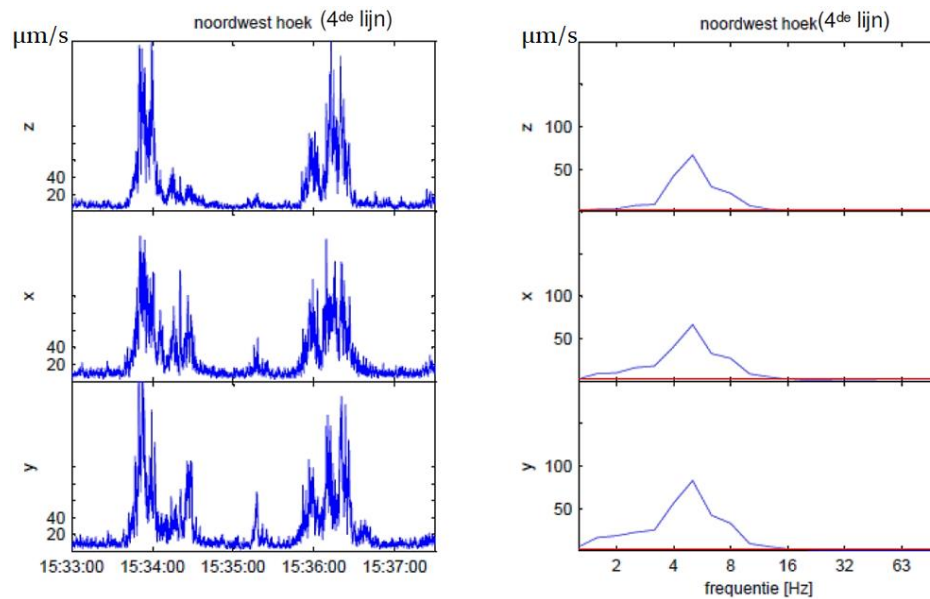 noordwest hoek (4de lijn)
μm/s
z
40
20
x
40
20
y
40
20
15:33:00 15:34:00 15:35:00 15:36:00 15:37:00
noordwest hoek(4de lijn)
μm/s
z
100
50
x
100
50
y
100
50
2 4 8 16 32 63
frequentie [Hz]